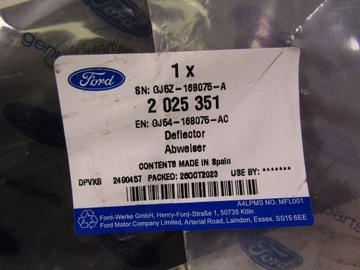 Ford
1 x
SN: GJ5Z-16B075-A
2 025 351
EN: GJ54-16B075-AC
Deflector
Abweiser
CONTENTS MADE IN Spain
DPVXB 2490457 PACKED: 26OCT2023 USE BY: *******
A4LPMS NO. MFL001
Ford-Werke GmbH, Henry-Ford-Straße 1, 50735 Köln
Ford Motor Company Limited, Arterial Road, Laindon, Essex. SS15 6EE